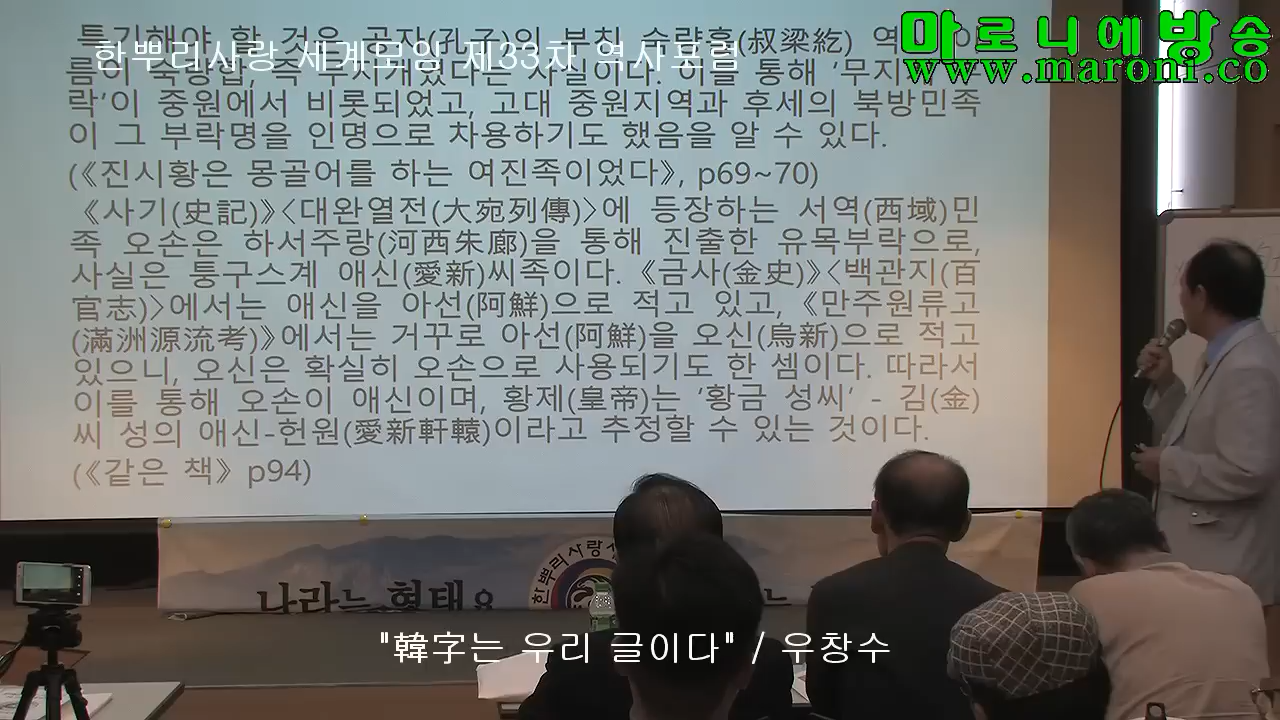 마로니에방송
www.maroni.co
한뿌리사랑 세계모임 제33차 역사포럼
특기해야 할 것은 공자(孔子)의 부친 숙량흘(叔梁紇) 역
름이 숙량흘, 즉 무지개였다는 사실이다. 이를 통해 '무지
락'이 중원에서 비롯되었고, 고대 중원지역과 후세의 북방민족
이 그 부락명을 인명으로 차용하기도 했음을 알 수 있다.
(《진시황은 몽골어를 하는 여진족이었다》, p69~70)
《사기(史記)》〈대완열전(大宛列傳)〉에 등장하는 서역(西域)민
족 오손은 하서주랑(河西朱廊)을 통해 진출한 유목부락으로,
사실은 퉁구스계 애신(愛新)씨족이다. 《금사(金史)》〈백관지(百
官志)〉에서는 애신을 아선(阿鮮)으로 적고 있고, 《만주원류고
(滿洲源流考)》에서는 거꾸로 아선(阿鮮)을 오신(烏新)으로 적고
있으니, 오신은 확실히 오손으로 사용되기도 한 셈이다. 따라서
이를 통해 오손이 애신이며, 황제(皇帝)는 '황금 성씨' - 김(金)
씨 성의 애신-헌원(愛新軒轅)이라고 추정할 수 있는 것이다.
(《같은 책》 p94)
한뿌리사랑
나라는 형태요
"韓字는 우리 글이다" / 우창수